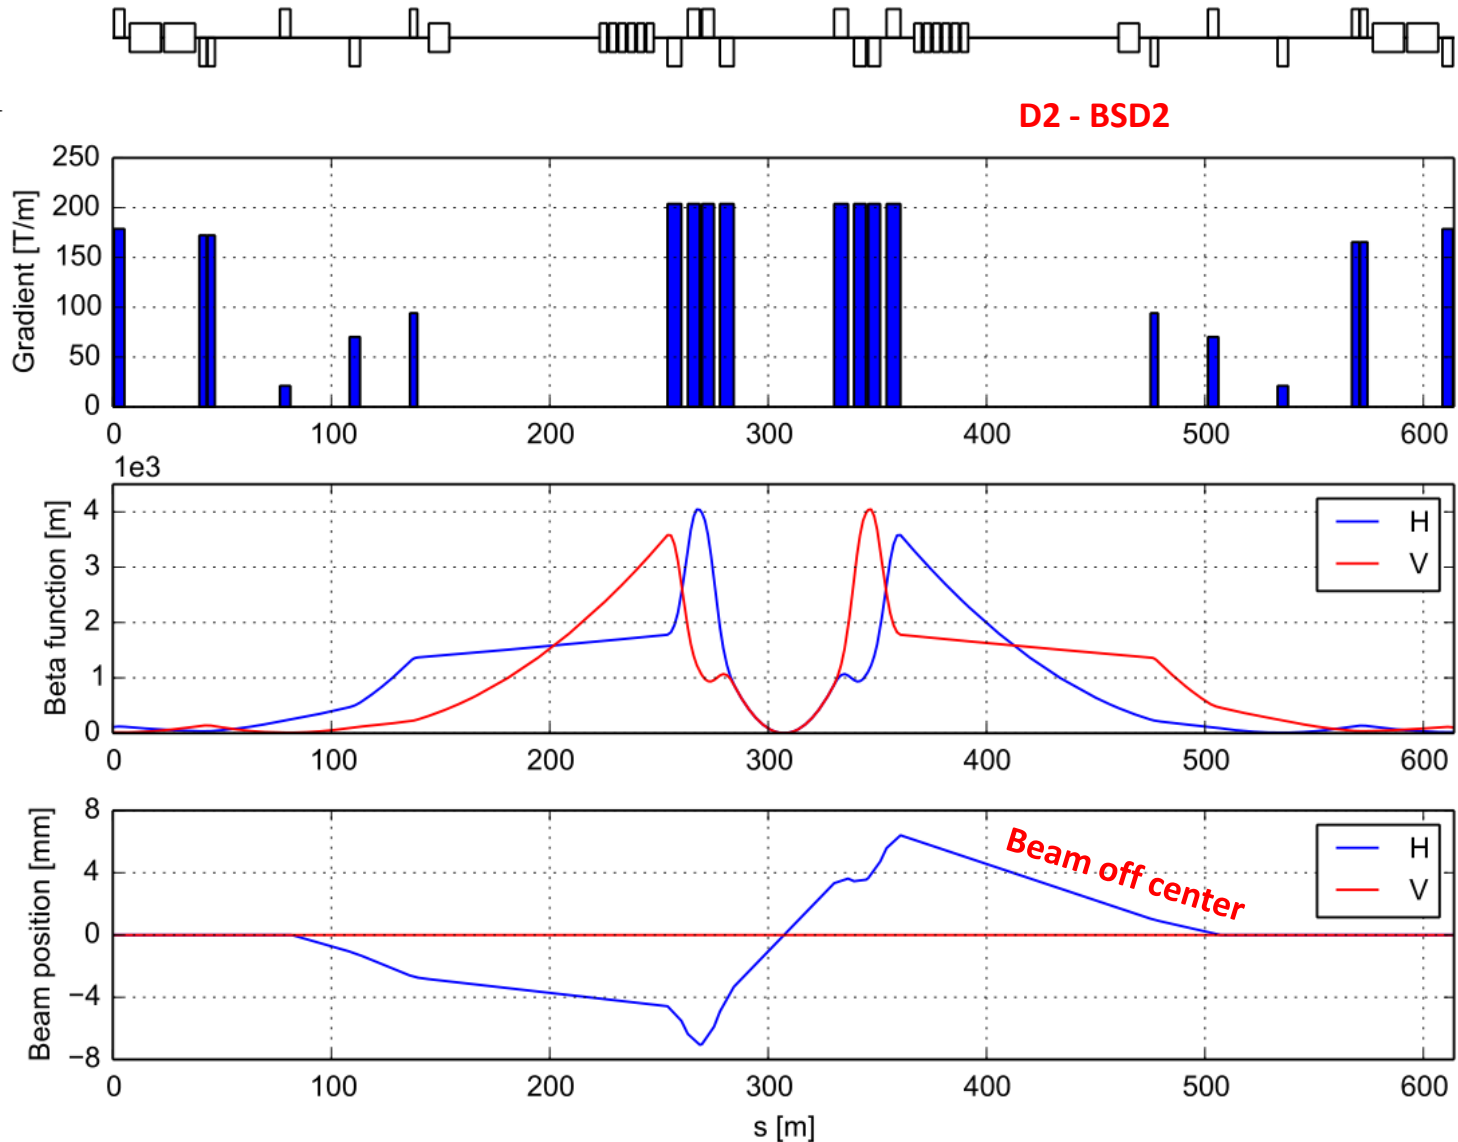 D2 - BSD2
Gradient [T/m]
250
200
150
100
50
0
0 100 200 300 400 500 600
1e3
Beta function [m]
4
3
2
1
0
H
V
0 100 200 300 400 500 600
Beam position [mm]
8
4
0
−4
−8
Beam off center
H
V
0 100 200 300 400 500 600
s [m]